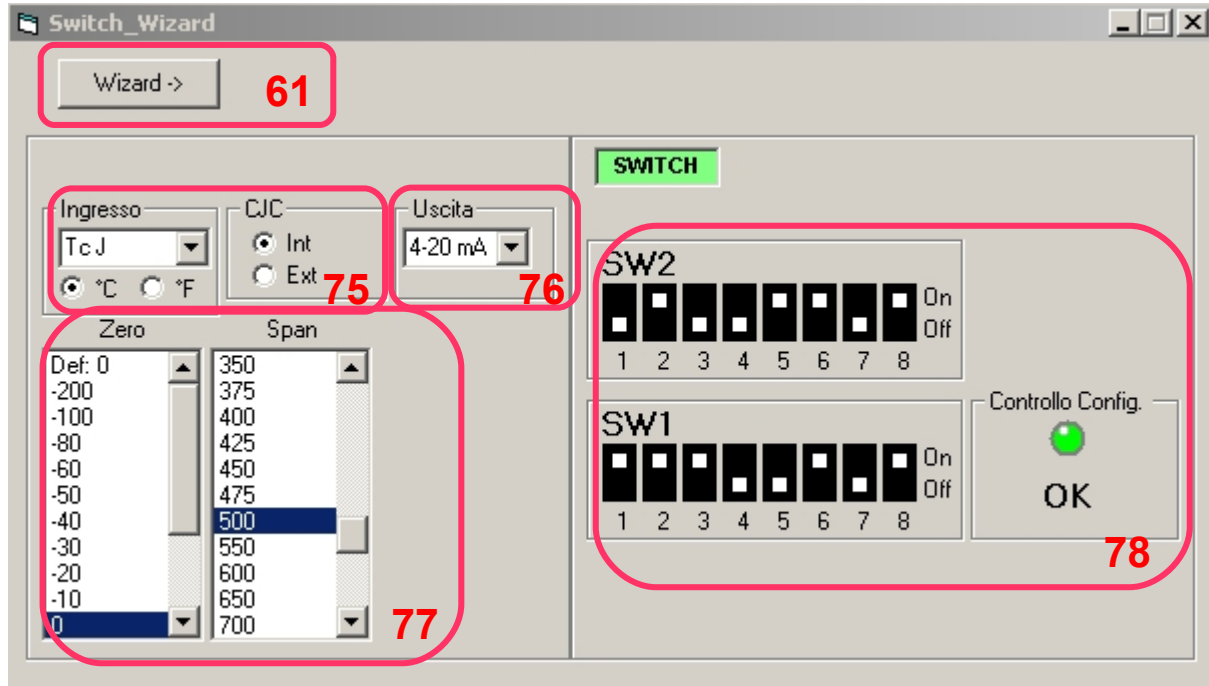 Switch_Wizard
Wizard ->
61
SWITCH
Ingresso
CJC
Uscita
Tc J
Int
4-20 mA
°C
°F
Ext
75
76
Zero
Span
Def: 0
-200
-100
-80
-60
-50
-40
-30
-20
-10
0
350
375
400
425
450
475
500
550
600
650
700
77
SW2
On
Off
1 2 3 4 5 6 7 8
SW1
On
Off
1 2 3 4 5 6 7 8
Controllo Config.
OK
78